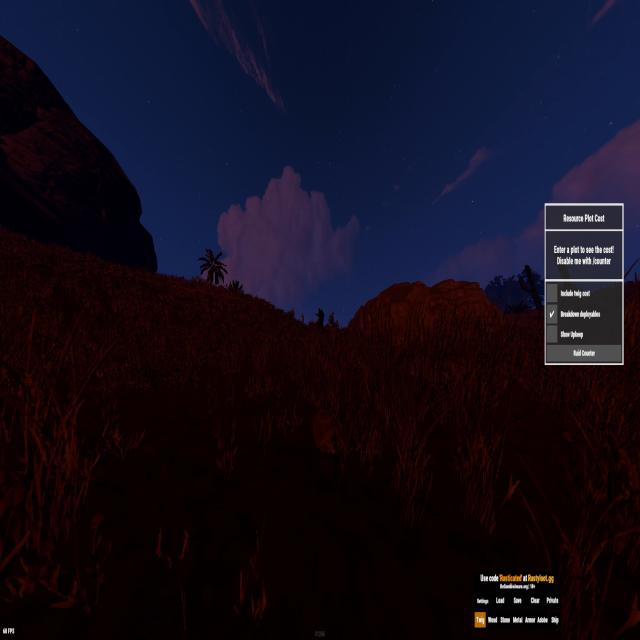 Resource Plot Cost
Enter a plot to see the cost!
Disable me with /counter
Include twig cost
Breakdown deployables
Show Upkeep
Raid Counter
Use code 'Rusticated' at Rustyloot.gg
Settings Load Save Clear Private
Twig Wood Stone Metal Armor Adobe Skip
60 FPS